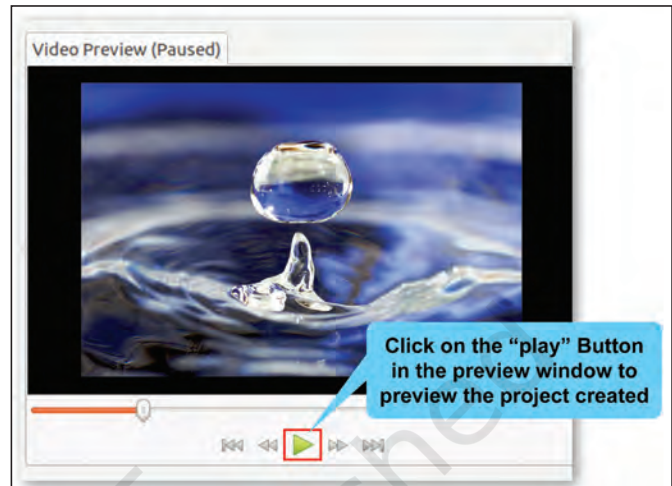 Video Preview (Paused)
Click on the “play” Button
in the preview window to
preview the project created